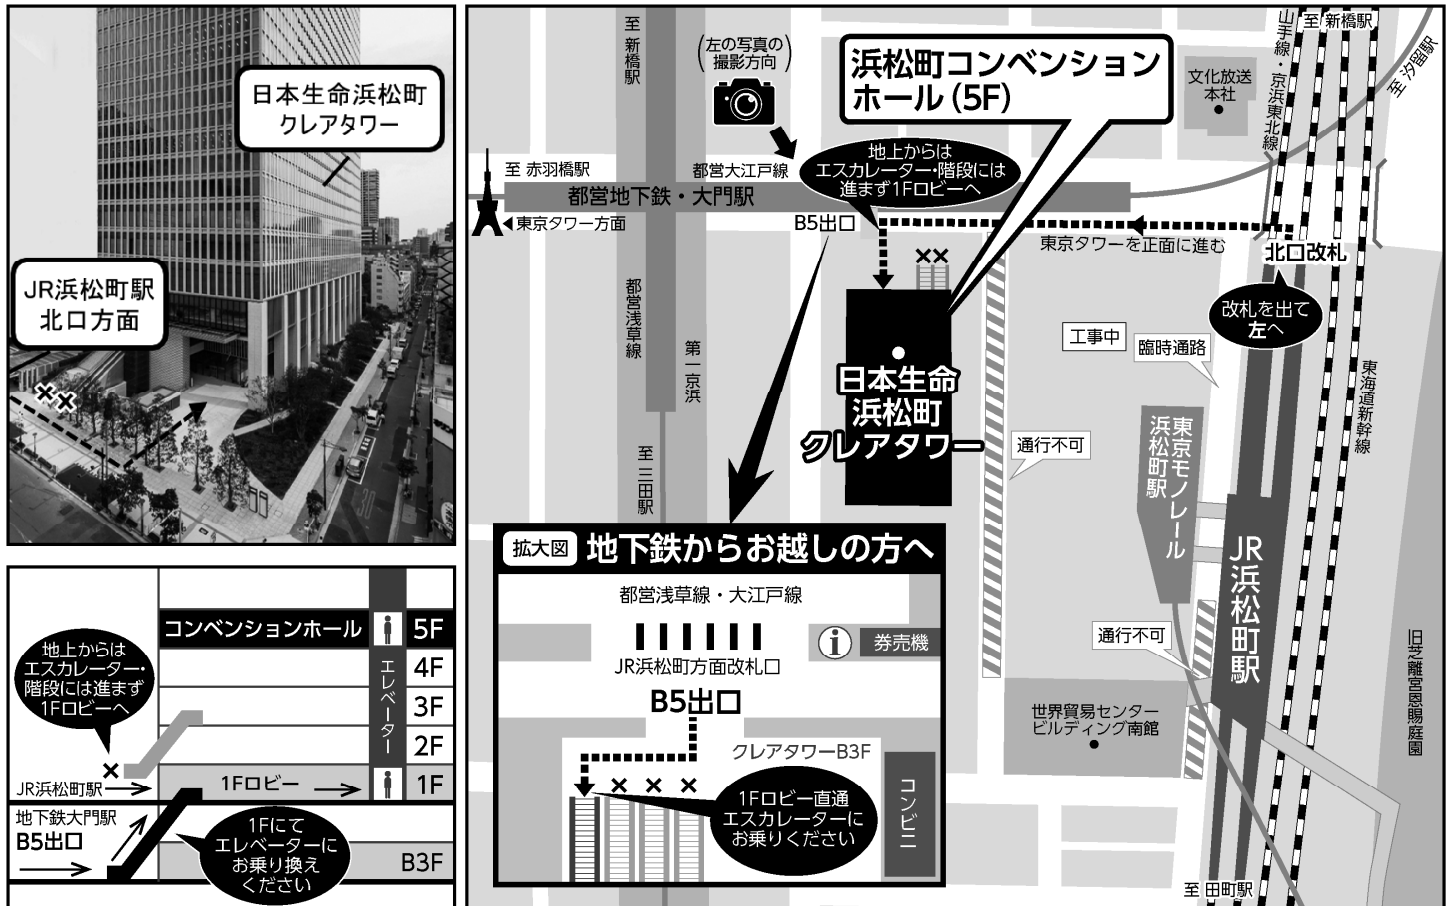 日本生命浜松町
クレアタワー
JR浜松町駅
北口方面
コンベンションホール
5F
4F
3F
2F
1F
B3F
エレベーター
地上からは
エスカレーター・
階段には進まず
1Fロビーへ
JR浜松町駅
1Fロビー
地下鉄大門駅
B5出口
1Fにて
エレベーターに
お乗り換え
ください
至 新橋駅
(左の写真の
撮影方向)
浜松町コンベンション
ホール(5F)
文化放送
本社
山手線・京浜東北線
至 新橋駅
至 汐留駅
至 赤羽橋駅
都営大江戸線
地上からは
エスカレーター・階段には
進まず1Fロビーへ
都営地下鉄・大門駅
東京タワー方面
B5出口
東京タワーを正面に進む
北口改札
改札を出て
左へ
都営浅草線
第一京浜
至 三田駅
工事中
臨時通路
東海道新幹線
日本生命
浜松町
クレアタワー
通行不可
東京モノレール
浜松町駅
JR浜松町駅
通行不可
世界貿易センター
ビルディング南館
旧芝離宮恩賜庭園
至 田町駅
拡大図
地下鉄からお越しの方へ
都営浅草線・大江戸線
JR浜松町方面改札口
i
券売機
B5出口
クレアタワーB3F
1Fロビー直通
エスカレーターに
お乗りください
コンビニ